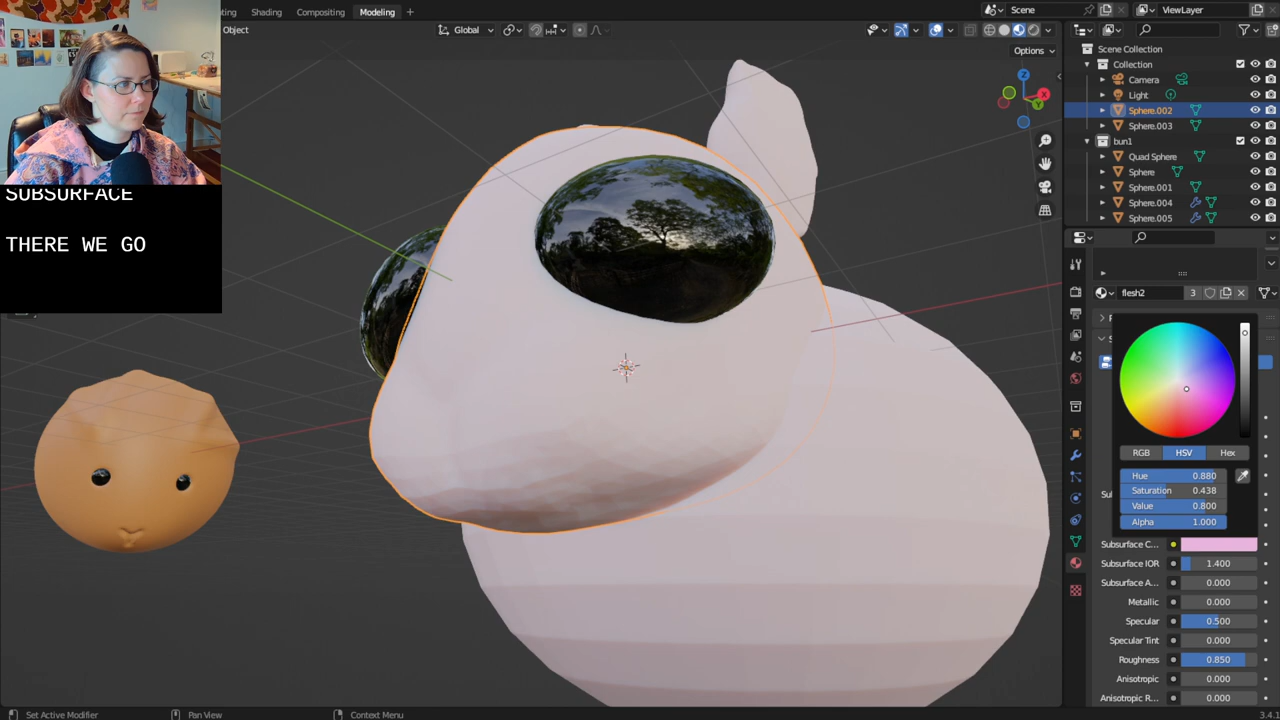 Shading
Compositing
Modeling
+
Scene
ViewLayer
Object
Global
Options
Scene Collection
Collection
Camera
Light
Sphere.002
Sphere.003
bun1
Quad Sphere
Sphere
Sphere.001
Sphere.004
Sphere.005
SUBSURFACE
THERE WE GO
Z
X
Y
flesh2
3
RGB
HSV
Hex
Hue 0.880
Saturation 0.438
Value 0.800
Alpha 1.000
Subsurface C...
Subsurface IOR 1.400
Subsurface A... 0.000
Metallic 0.000
Specular 0.500
Specular Tint 0.000
Roughness 0.850
Anisotropic 0.000
Anisotropic R... 0.000
Set Active Modifier
Pan View
Context Menu
3.4.1